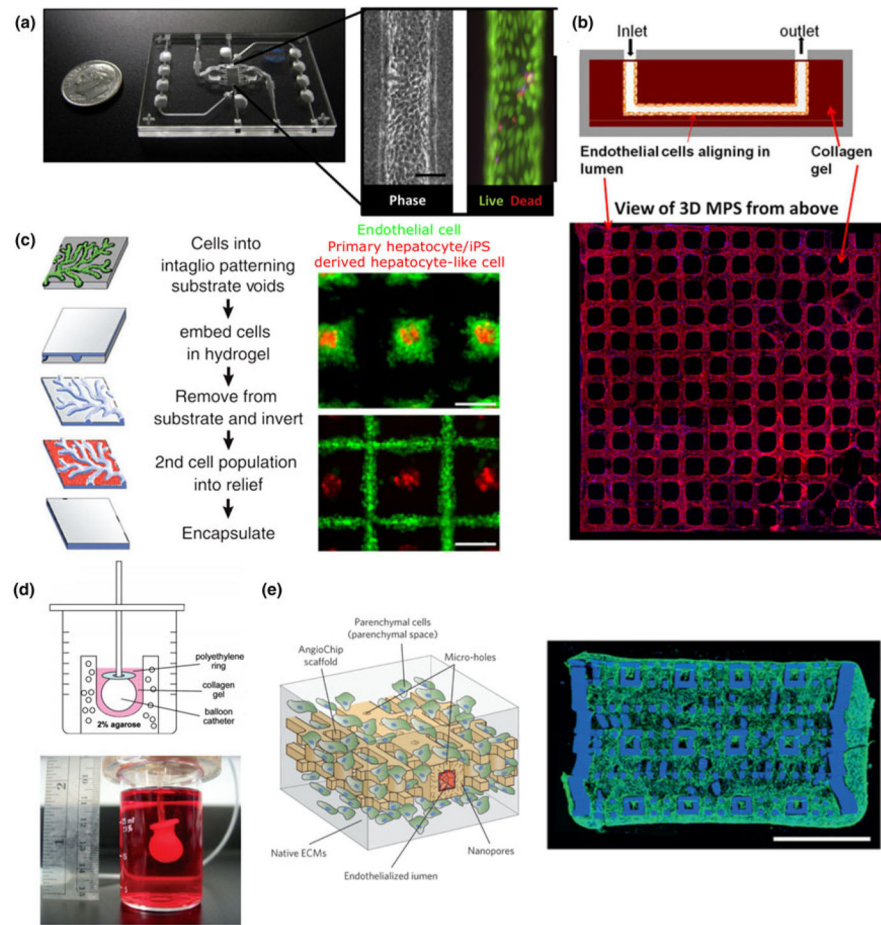 (a)
Phase
Live Dead
(b)
Inlet
outlet
Endothelial cells aligning in
lumen
Collagen
gel
View of 3D MPS from above
(c)
Cells into
intaglio patterning
substrate voids
embed cells
in hydrogel
Remove from
substrate and invert
2nd cell population
into relief
Encapsulate
Endothelial cell
Primary hepatocyte/iPS
derived hepatocyte-like cell
(d)
polyethylene
ring
collagen
gel
balloon
catheter
2% agarose
(e)
Parenchymal cells
(parenchymal space)
AngioChip
scaffold
Micro-holes
Native ECMs
Nanopores
Endothelialized lumen